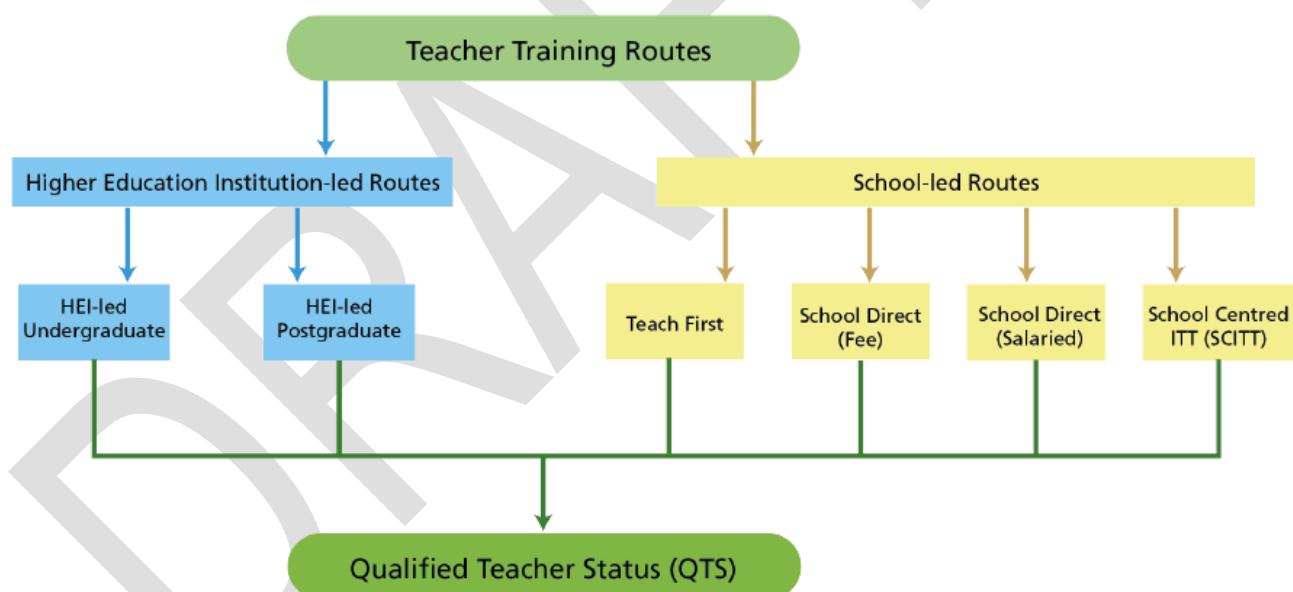 Teacher Training Routes
Higher Education Institution-led Routes
School-led Routes
HEI-led
Undergraduate
HEI-led
Postgraduate
Teach First
School Direct
(Fee)
School Direct
(Salaried)
School Centred
ITT (SCITT)
Qualified Teacher Status (QTS)
DRA